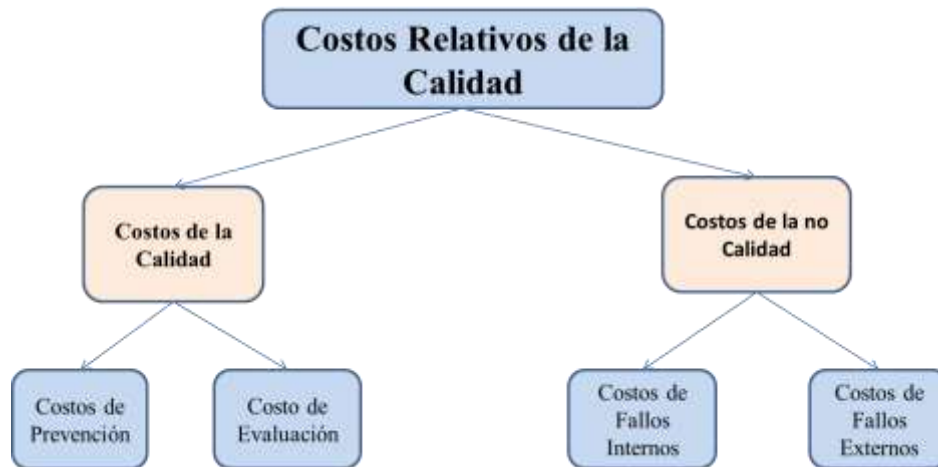 Costos Relativos de la
Calidad
Costos de la
Calidad
Costos de la no
Calidad
Costos de
Prevención
Costo de
Evaluación
Costos de
Fallos
Internos
Costos de
Fallos
Externos